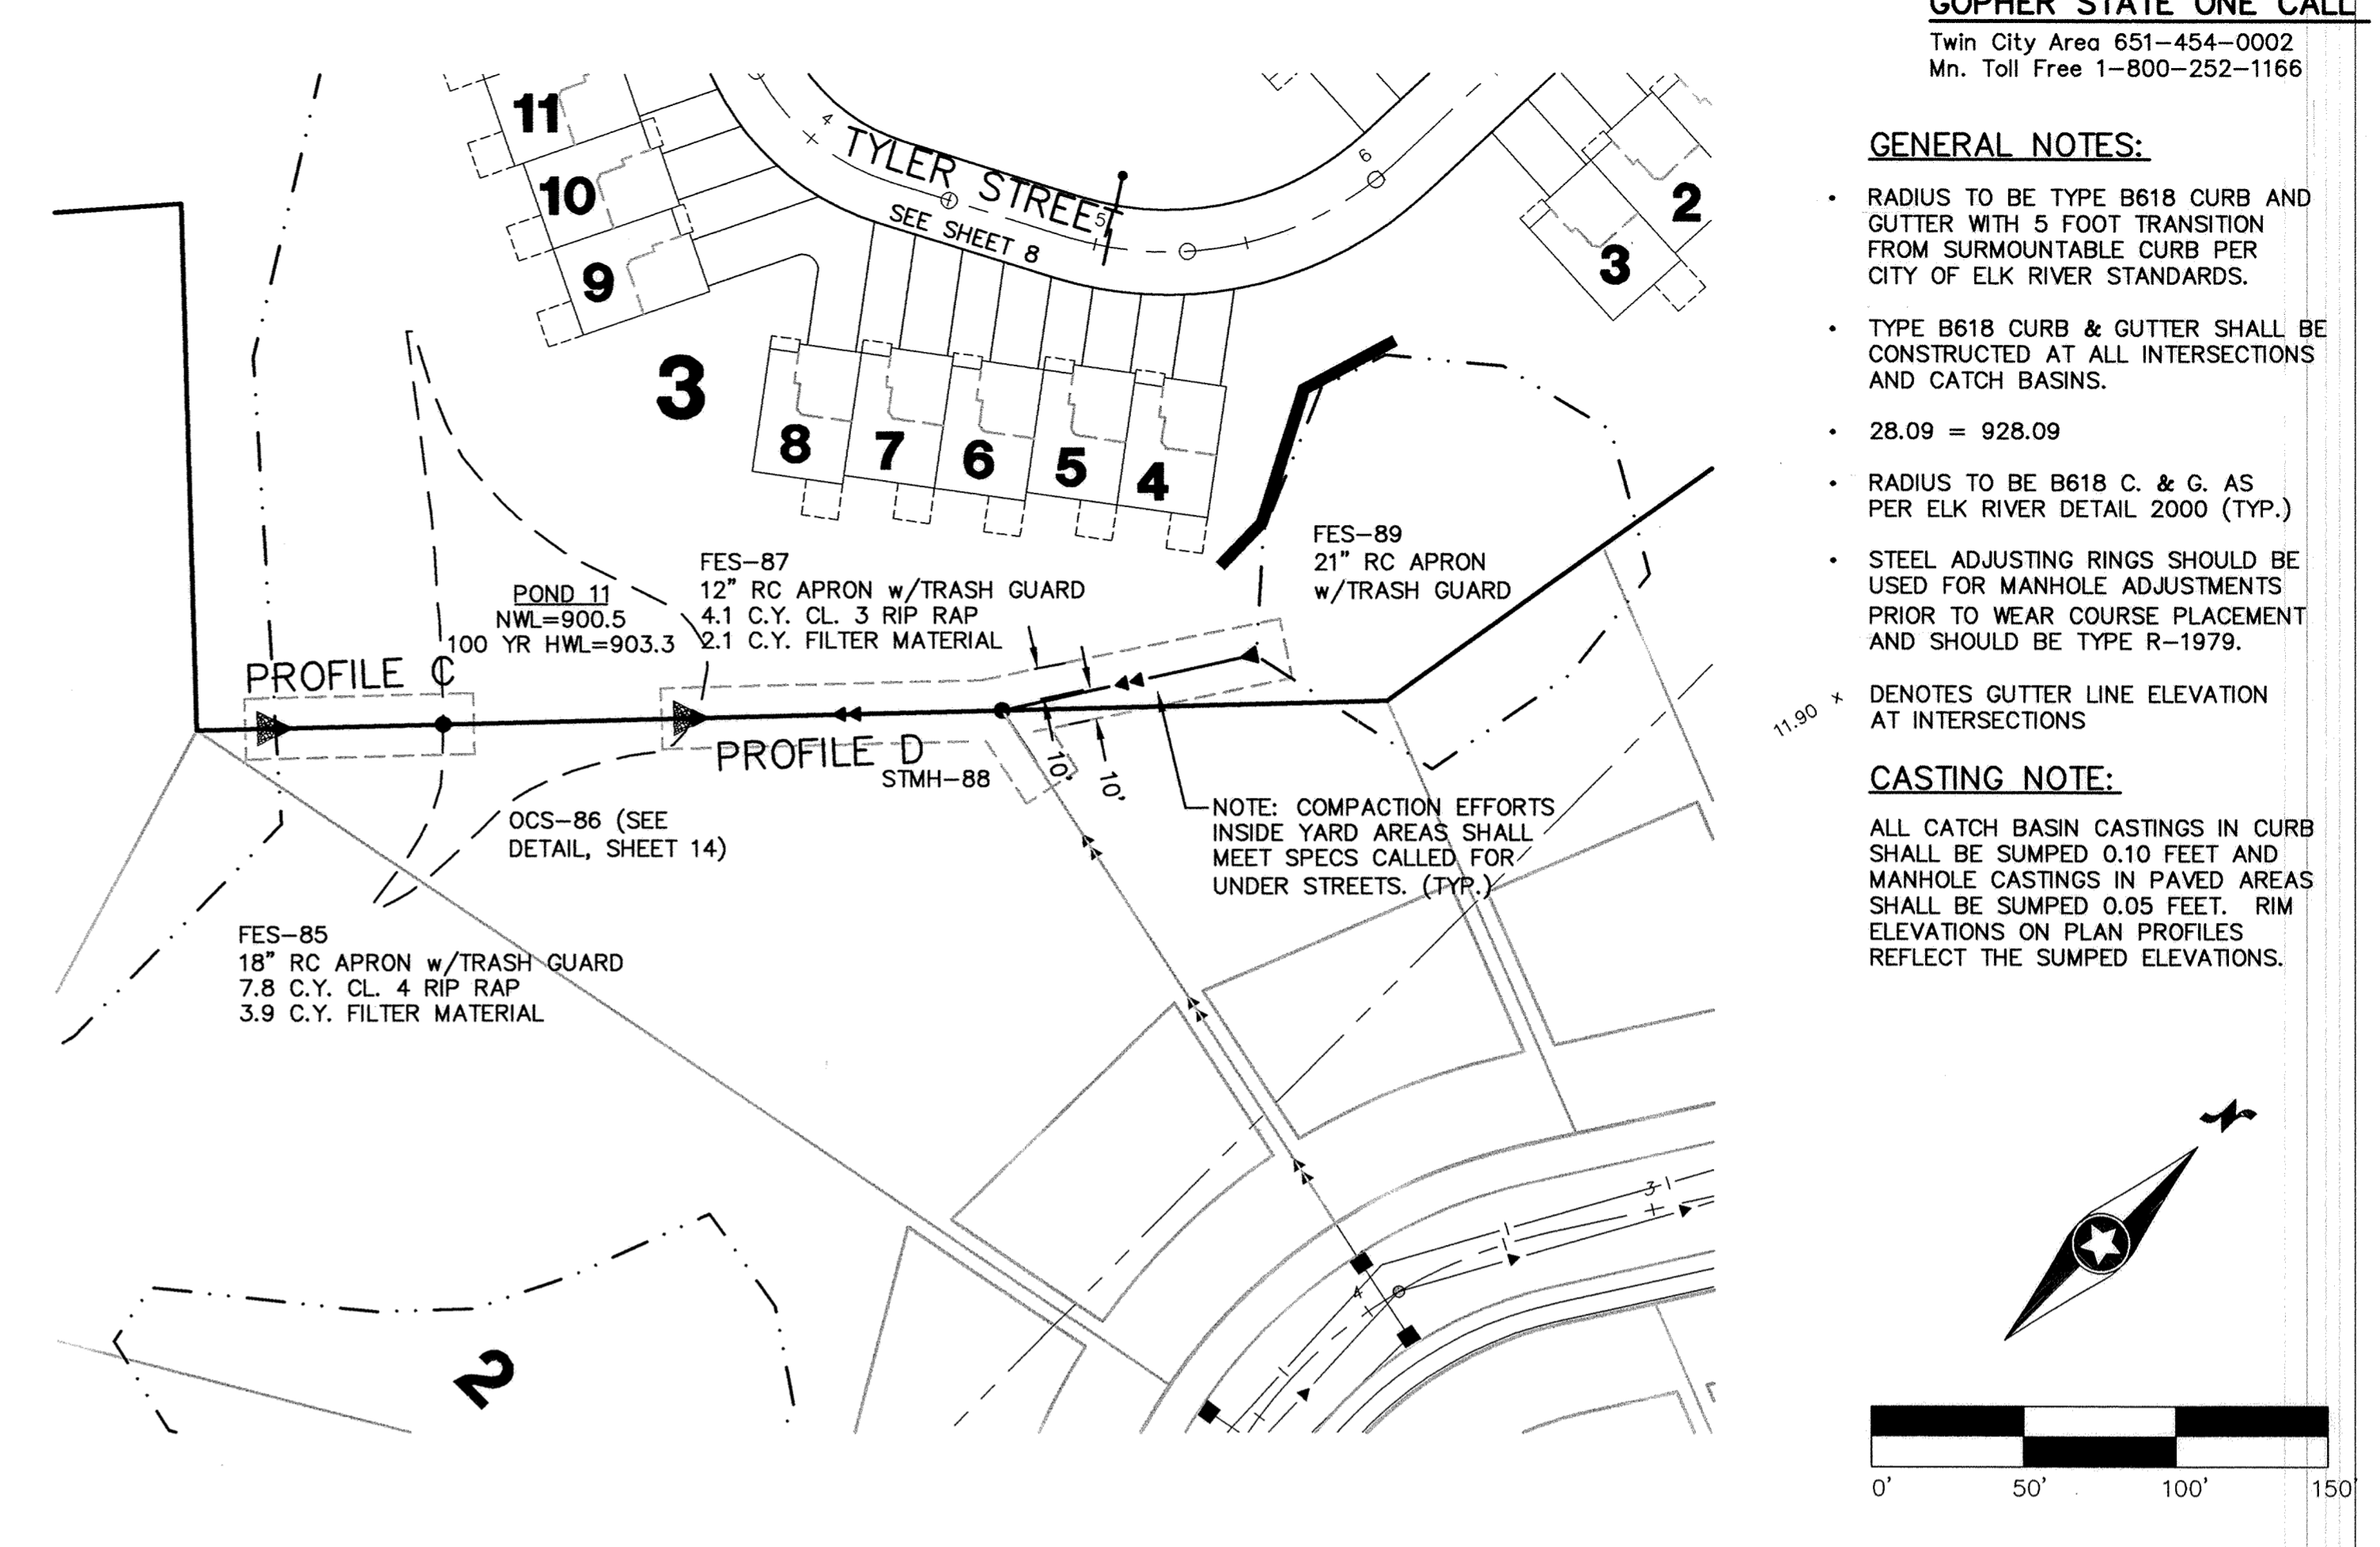 GOPHER STATE ONE CALL
Twin City Area 651-454-0002
Mn. Toll Free 1-800-252-1166
GENERAL NOTES:
• RADIUS TO BE TYPE B618 CURB AND
GUTTER WITH 5 FOOT TRANSITION
FROM SURMOUNTABLE CURB PER
CITY OF ELK RIVER STANDARDS.
• TYPE B618 CURB & GUTTER SHALL BE
CONSTRUCTED AT ALL INTERSECTIONS
AND CATCH BASINS.
• 28.09 = 928.09
• RADIUS TO BE B618 C. & G. AS
PER ELK RIVER DETAIL 2000 (TYP.)
• STEEL ADJUSTING RINGS SHOULD BE
USED FOR MANHOLE ADJUSTMENTS
PRIOR TO WEAR COURSE PLACEMENT
AND SHOULD BE TYPE R-1979.
11.90 x
DENOTES GUTTER LINE ELEVATION
AT INTERSECTIONS
CASTING NOTE:
ALL CATCH BASIN CASTINGS IN CURB
SHALL BE SUMPED 0.10 FEET AND
MANHOLE CASTINGS IN PAVED AREAS
SHALL BE SUMPED 0.05 FEET. RIM
ELEVATIONS ON PLAN PROFILES
REFLECT THE SUMPED ELEVATIONS.
N
0' 50' 100' 150'
11
10
9
3
8
7
6
5
4
3
2
4
TYLER STREET
5
6
SEE SHEET 8
FES-87
12" RC APRON w/TRASH GUARD
4.1 C.Y. CL. 3 RIP RAP
2.1 C.Y. FILTER MATERIAL
FES-89
21" RC APRON
w/TRASH GUARD
POND 11
NWL=900.5
100 YR HWL=903.3
PROFILE C
PROFILE D
STMH-88
10'
10'
OCS-86 (SEE
DETAIL, SHEET 14)
NOTE: COMPACTION EFFORTS
INSIDE YARD AREAS SHALL
MEET SPECS CALLED FOR
UNDER STREETS. (TYP.)
FES-85
18" RC APRON w/TRASH GUARD
7.8 C.Y. CL. 4 RIP RAP
3.9 C.Y. FILTER MATERIAL
3
4
2